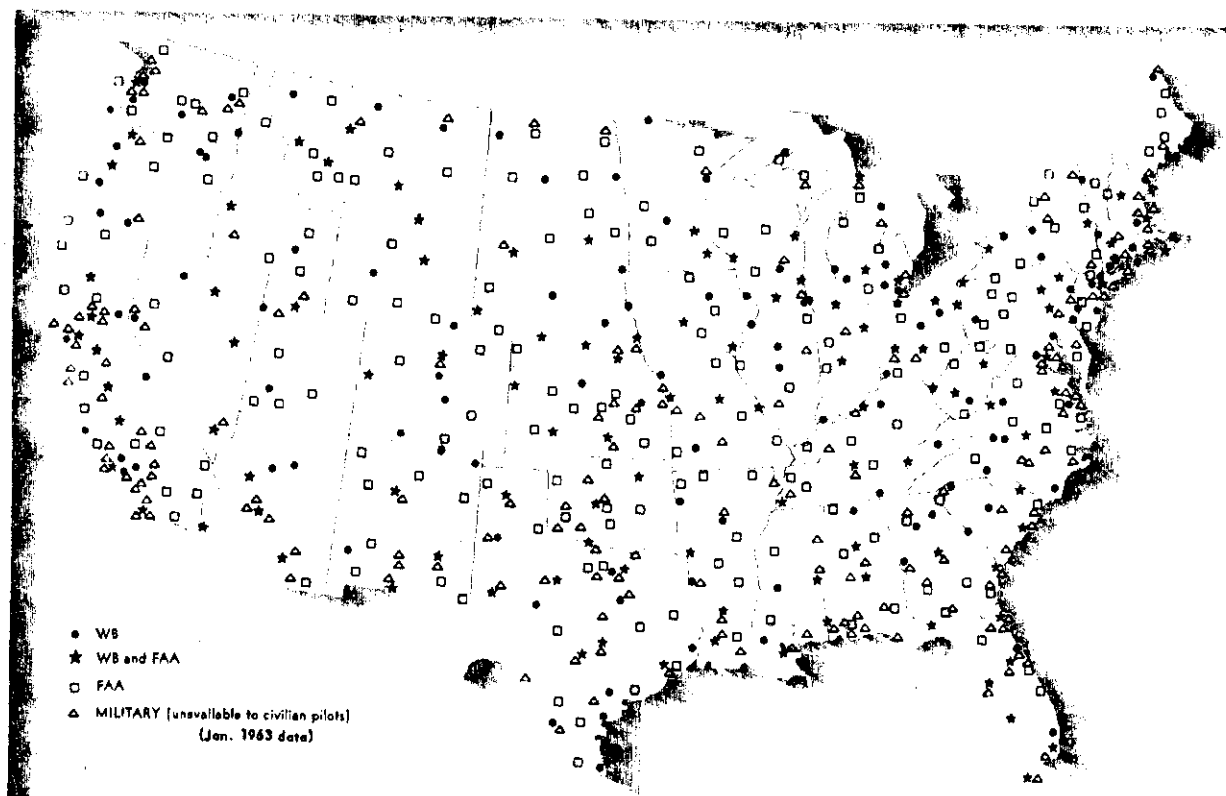 WB
WB and FAA
FAA
MILITARY (unavailable to civilian pilots)
(Jan. 1963 data)